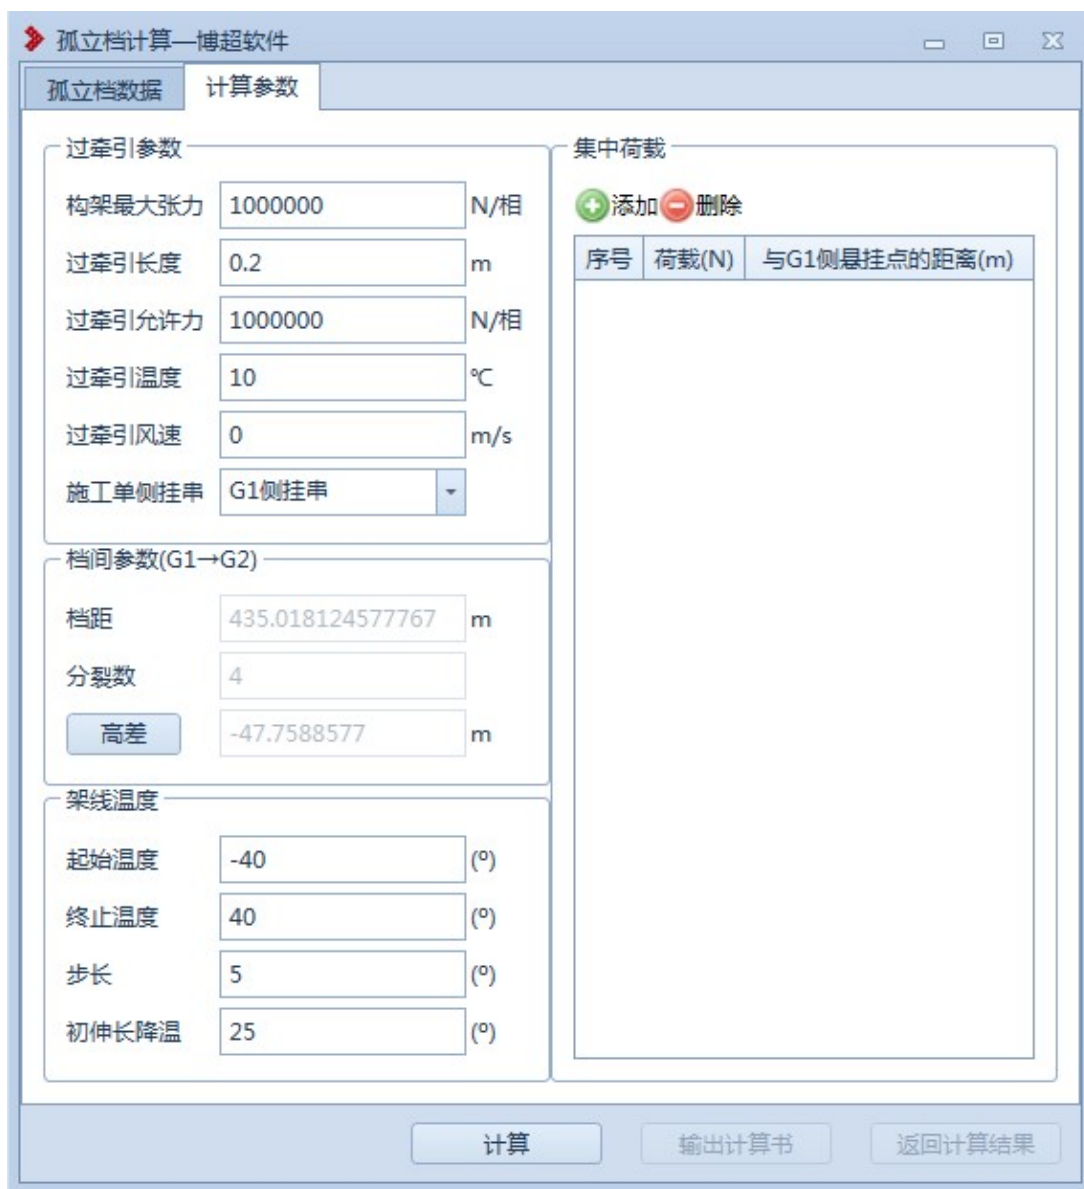 孤立档计算—博超软件
孤立档数据 计算参数
过牵引参数
构架最大张力 1000000 N/相
过牵引长度 0.2 m
过牵引允许力 1000000 N/相
过牵引温度 10 ℃
过牵引风速 0 m/s
施工单侧挂串 G1侧挂串
档间参数(G1→G2)
档距 435.018124577767 m
分裂数 4
高差 -47.7588577 m
架线温度
起始温度 -40 (º)
终止温度 40 (º)
步长 5 (º)
初伸长降温 25 (º)
集中荷载
添加 删除
序号 荷载(N) 与G1侧悬挂点的距离(m)
计算 输出计算书 返回计算结果